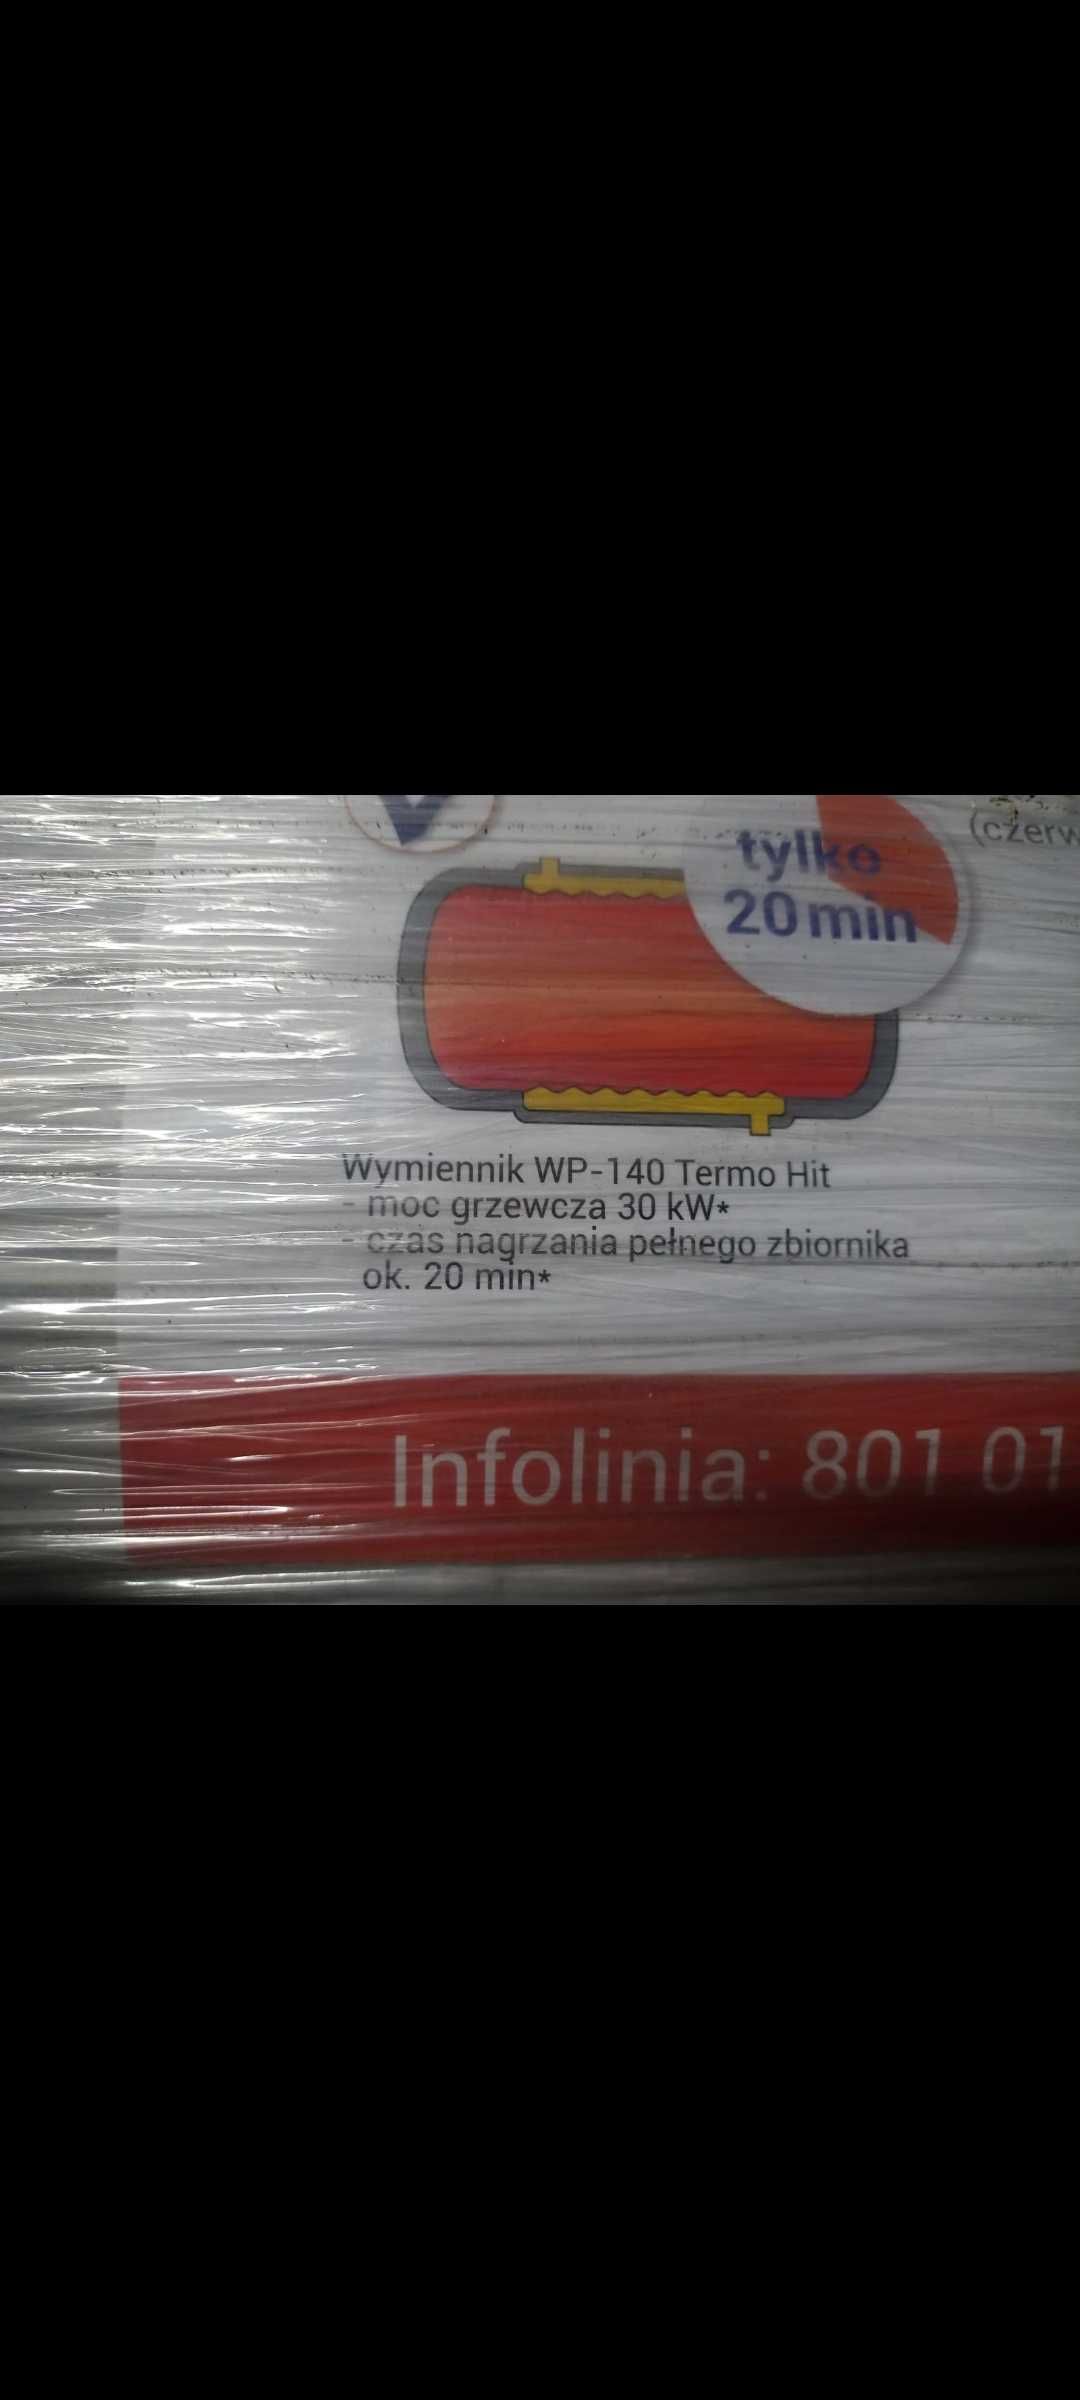 tylko
20 min
(czerw
Wymiennik WP-140 Termo Hit
- moc grzewcza 30 kW*
- czas nagrzania pełnego zbiornika
ok. 20 min*
Infolinia: 801 01